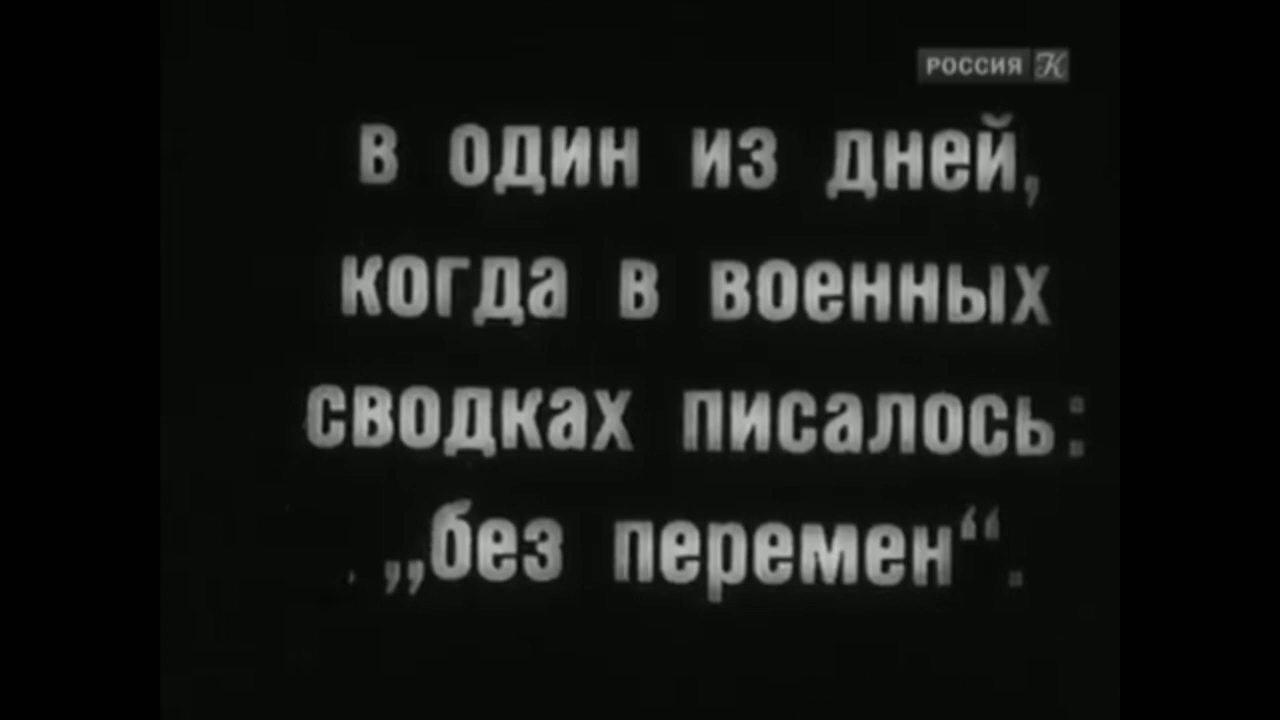 РОССИЯ К
в один из дней,
когда в военных
сводках писалось:
„без перемен“.